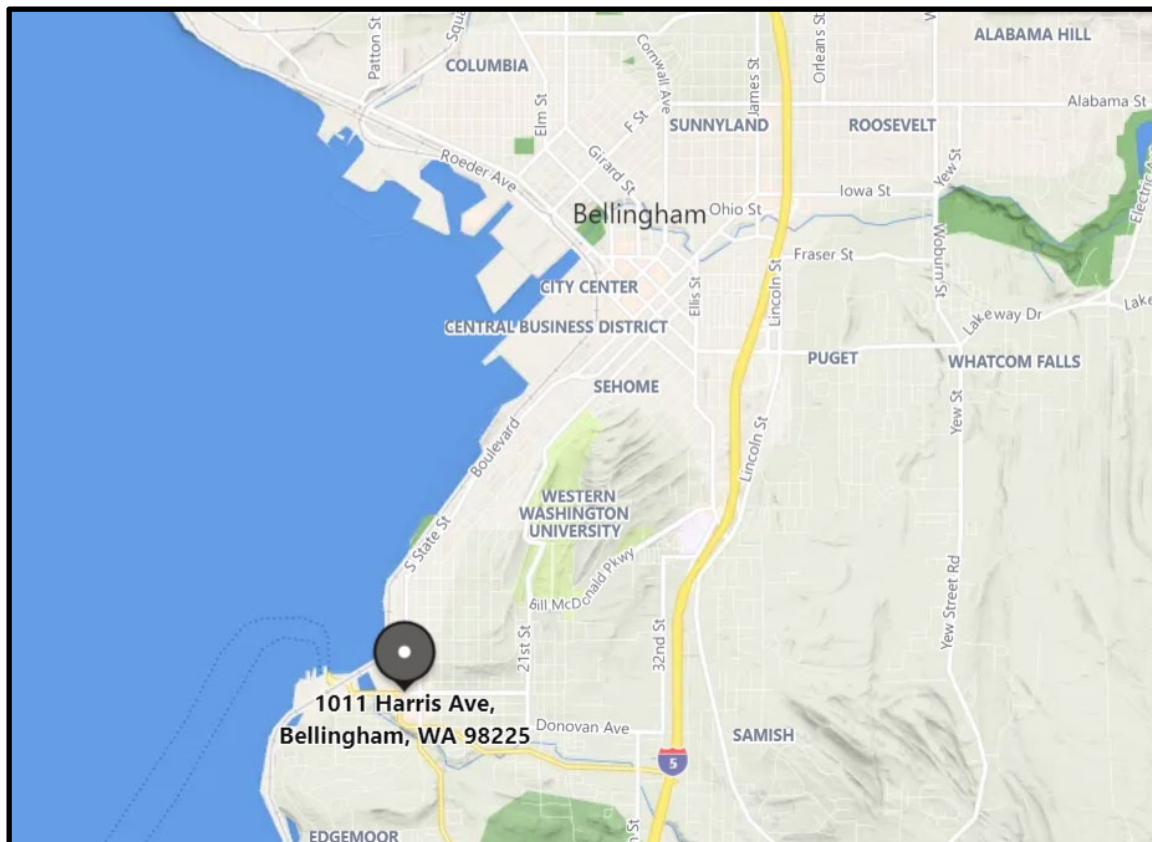 Patton St
Squa
COLUMBIA
Elm St
Cornwall Ave
James St
Orleans St
ALABAMA HILL
Alabama St
F St
SUNNYLAND
ROOSEVELT
Roeder Ave
Girard St
Yew St
Iowa St
Electric Av
Bellingham
Ohio St
Woburn St
Fraser St
CITY CENTER
Ellis St
Lincoln St
Lakeway Dr
Lake
CENTRAL BUSINESS DISTRICT
PUGET
WHATCOM FALLS
SEHOME
Yew St
Boulevard
Lincoln St
WESTERN
WASHINGTON
UNIVERSITY
S State St
Bill McDonald Pkwy
Yew Street Rd
21st St
32nd St
1011 Harris Ave,
Bellingham, WA 98225
Donovan Ave
SAMISH
5
EDGEMOOR